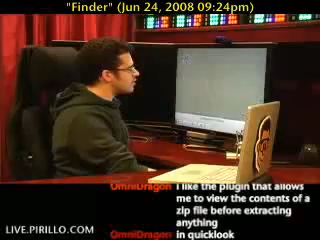 "Finder" (Jun 24, 2008 09:24pm)
LIVE.PIRILLO.COM
OmniDragon I like the plugin that allows
me to view the contents of a
zip file before extracting
anything
OmniDragon in quicklook